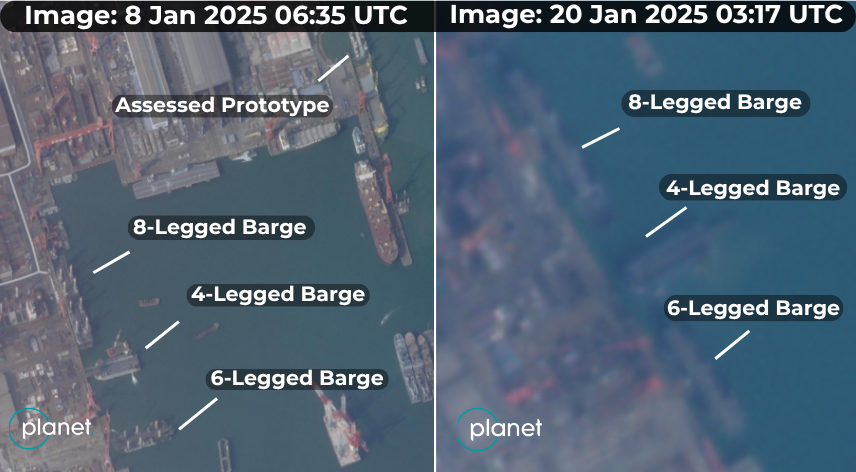 Image: 8 Jan 2025 06:35 UTC
Assessed Prototype
8-Legged Barge
4-Legged Barge
6-Legged Barge
planet
Image: 20 Jan 2025 03:17 UTC
8-Legged Barge
4-Legged Barge
6-Legged Barge
planet